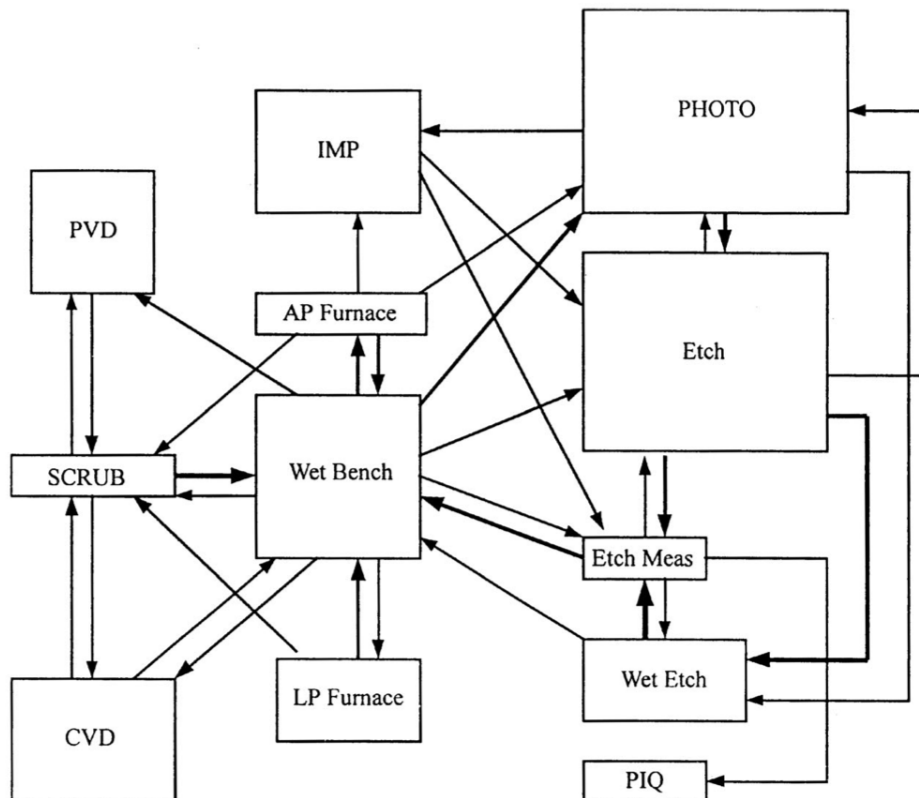 PHOTO
IMP
PVD
AP Furnace
Etch
SCRUB
Wet Bench
Etch Meas
Wet Etch
LP Furnace
CVD
PIQ